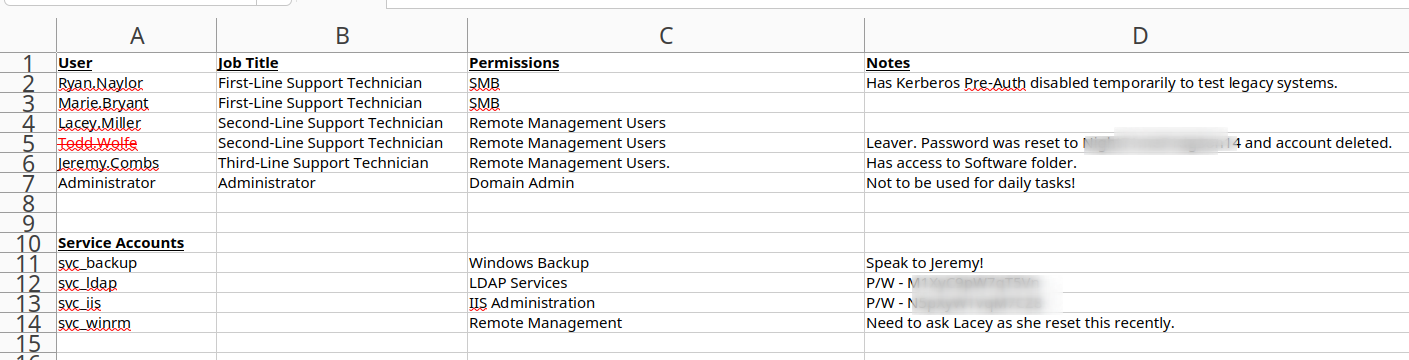 A B C D
1 User Job Title Permissions Notes
2 Ryan.Naylor First-Line Support Technician SMB Has Kerberos Pre-Auth disabled temporarily to test legacy systems.
3 Marie.Bryant First-Line Support Technician SMB
4 Lacey.Miller Second-Line Support Technician Remote Management Users
5 Todd.Wolfe Second-Line Support Technician Remote Management Users Leaver. Password was reset to and account deleted.
6 Jeremy.Combs Third-Line Support Technician Remote Management Users. Has access to Software folder.
7 Administrator Administrator Domain Admin Not to be used for daily tasks!
8
9
10 Service Accounts
11 svc_backup Windows Backup Speak to Jeremy!
12 svc_ldap LDAP Services P/W -
13 svc_iis IIS Administration P/W -
14 svc_winrm Remote Management Need to ask Lacey as she reset this recently.
15